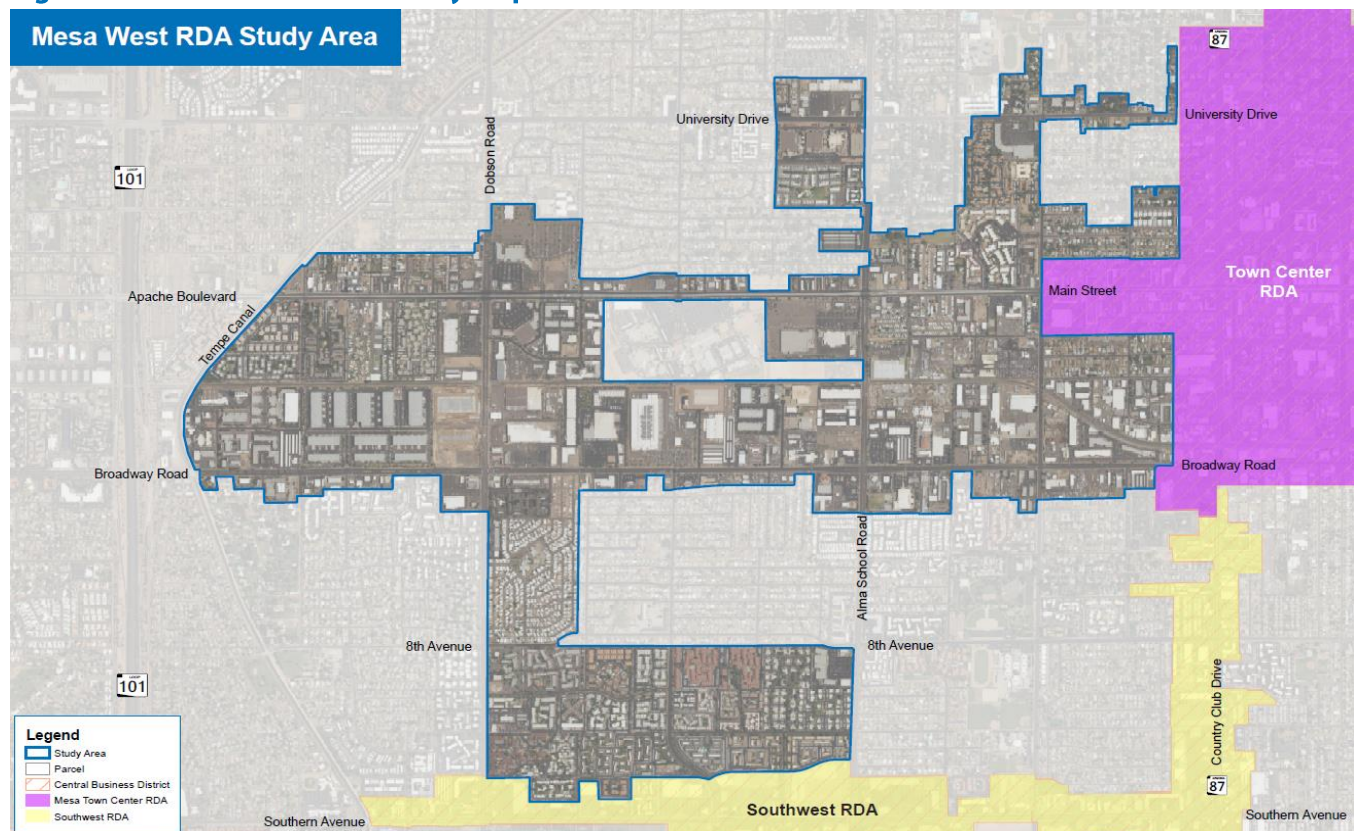 Mesa West RDA Study Area
87
University Drive
University Drive
Dobson Road
101
Apache Boulevard
Tempe Canal
Main Street
Town Center
RDA
Broadway Road
Broadway Road
Alma School Road
8th Avenue
8th Avenue
101
Country Club Drive
Legend
Study Area
Parcel
Central Business District
Mesa Town Center RDA
Southwest RDA
87
Southwest RDA
Southern Avenue
Southern Avenue